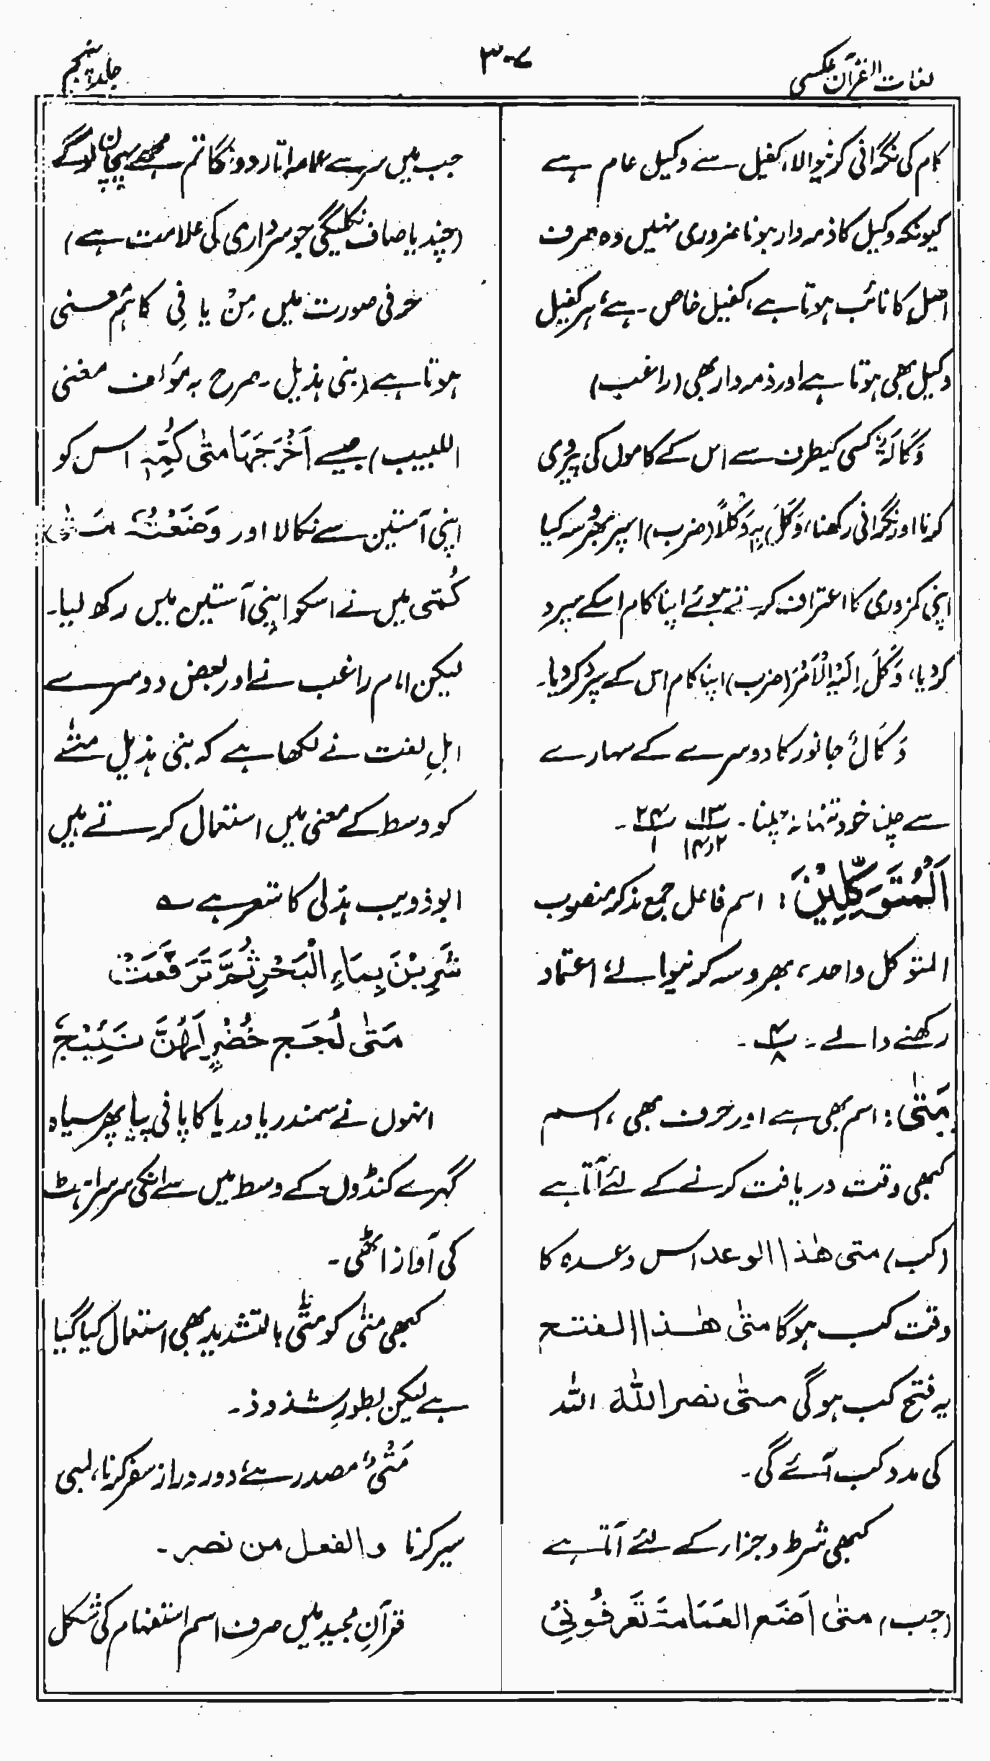 لغات القرآن عکسی
۳۰۷
جلد پنجم
کام کی نگرانی کرنیوالا، کفیل سے وکیل عام ہے
کیونکہ وکیل کا ذمہ دار ہونا ضروری نہیں وہ صرف
اصل کا نائب ہوتا ہے، کفیل خاص ہے، ہر کفیل
وکیل بھی ہوتا ہے اور ذمہ دار بھی (راغب)
وَکَالَۃٌ کسی کیطرف سے اس کے کاموں کی پیروی
کرنا اور نگرانی رکھنا، وَکَلَ بِہٖ وَکْلًا (ضرب) اسپر بھروسہ کیا
اپنی کمزوری کا اعتراف کرتے ہوئے اپنا کام اسکے سپرد
کردیا، وَکَلَ اِلَیْہِ الْاَمْرَ (ضرب) اپنا کام اس کے سپرد کردیا۔
وَکَالٌ جانور کا دوسرے کے سہارے
سے چلنا خود تنہا نہ چلنا۔
اَلْمُتَوَکِّلِیْنَ: اسم فاعل جمع مذکر منصوب
المتوکل واحد، بھروسہ کرنیوالے، اعتماد
رکھنے والے۔ ۴/۸۔
مَتٰی: اسم بھی ہے اور حرف بھی، اسم
کبھی وقت دریافت کرنے کے لئے آتا ہے
(کب) متی ھٰذا الوعد اس وعدہ کا
وقت کب ہوگا متیٰ ھٰذا الفتح
یہ فتح کب ہوگی متیٰ نصر اللہ اللہ
کی مدد کب آئے گی۔
کبھی شرط و جزار کے لئے آتا ہے
(جب) متیٰ اَضَعِ العَمَامَۃَ تَعرِفُونِیْ
جب میں سر سے عمامہ اتار دونگا تم مجھے پہچان لوگے
(چندیا صاف نکلیگی جو سرداری کی علامت ہے)
حرفی صورت میں مِنْ یا فِی کا ہم معنی
ہوتا ہے (بنی ہذیل۔ صرح بہ مؤلف مغنی
اللبیب) جیسے اَخْرَجَہَا متیٰ کُمِّہٖ اس کو
اپنی آستین سے نکالا اور وَضَعْتُہٗ مَتٰی
کُمّی میں نے اسکو اپنی آستین میں رکھ لیا۔
لیکن امام راغب نے اور بعض دوسرے
اہلِ لغت نے لکھا ہے کہ بنی ہذیل متیٰ
کو وسط کے معنی میں استعمال کرتے ہیں
ابوذویب ہذلی کا شعر ہے ؎
شَرِبْنَ بِمَاءِ الْبَحْرِ ثُمَّ تَرَفَّعَتْ
مَتیٰ لُجَجٍ خُضْرٍ لَہُنَّ نَئِیْجٌ
انہوں نے سمندر یا دریا کا پانی پیا پھر سیاہ
گہرے کنڈوں کے وسط میں سے انکی سرسراہٹ
کی آواز اٹھی۔
کبھی متیٰ کو متّیٰ بالتشدید بھی استعمال کیا گیا
ہے لیکن بطور شذوذ۔
مَتْیٌ مصدر ہے، دور دراز سفر کرنا، لمبی
سیر کرنا والفعل من نصر۔
قرآنِ مجید میں صرف اسم استفہام کی شکل